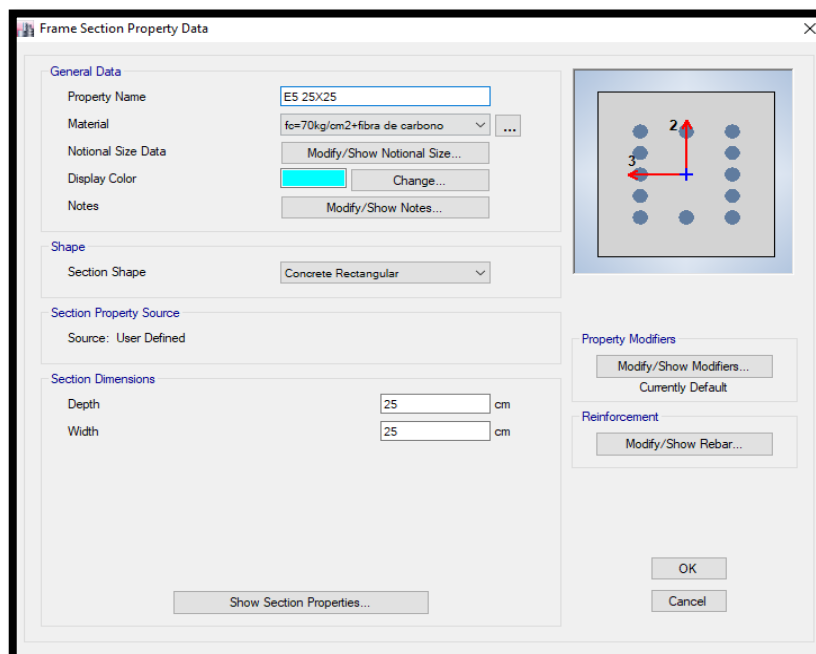 Frame Section Property Data
General Data
Property Name
E5 25X25
Material
fc=70kg/cm2+fibra de carbono
...
Notional Size Data
Modify/Show Notional Size...
Display Color
Change...
Notes
Modify/Show Notes...
2
3
Shape
Section Shape
Concrete Rectangular
Section Property Source
Source: User Defined
Property Modifiers
Modify/Show Modifiers...
Currently Default
Section Dimensions
Depth
25
cm
Width
25
cm
Reinforcement
Modify/Show Rebar...
Show Section Properties...
OK
Cancel